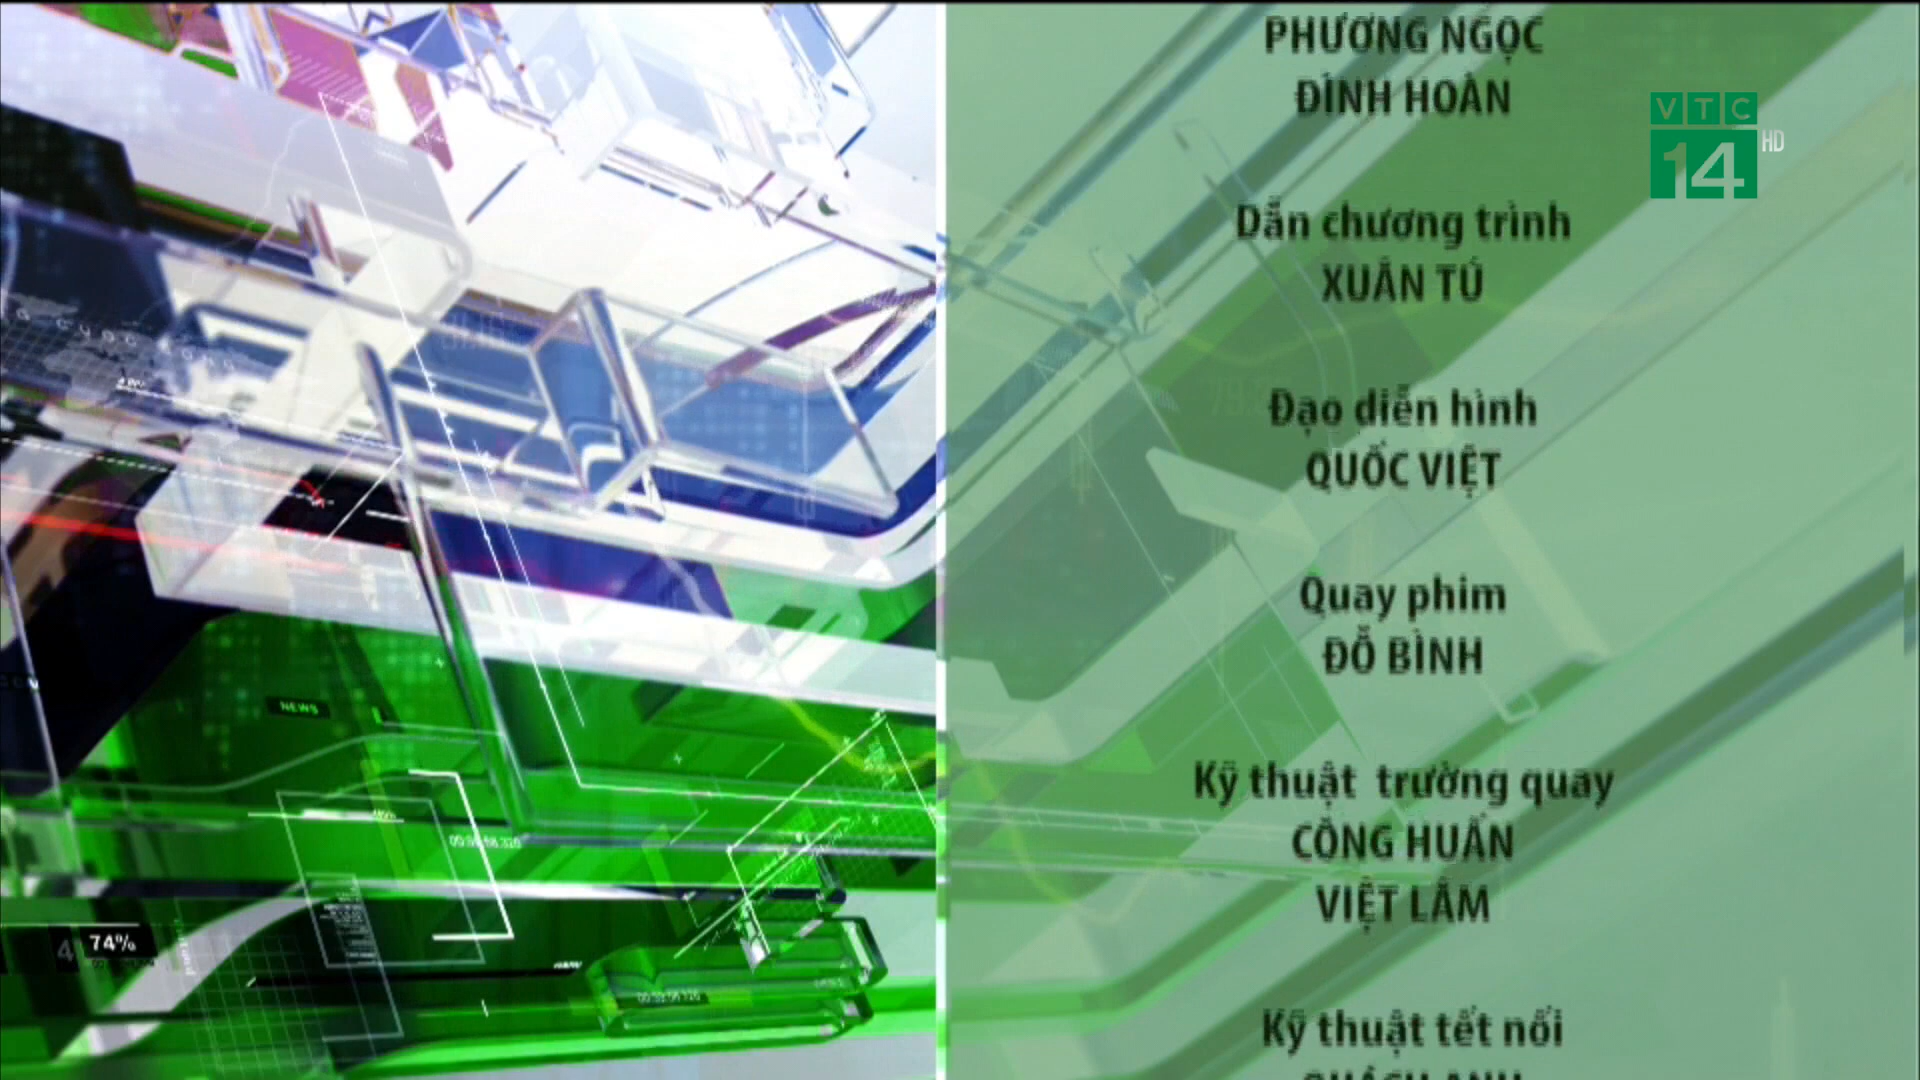 PHƯƠNG NGỌC
ĐÌNH HOÀN
VTC
14
HD
Dẫn chương trình
XUÂN TÚ
Đạo diễn hình
QUỐC VIỆT
Quay phim
ĐỖ BÌNH
Kỹ thuật trường quay
CÔNG HUẤN
VIỆT LÂM
Kỹ thuật tết nối
NEWS
74%